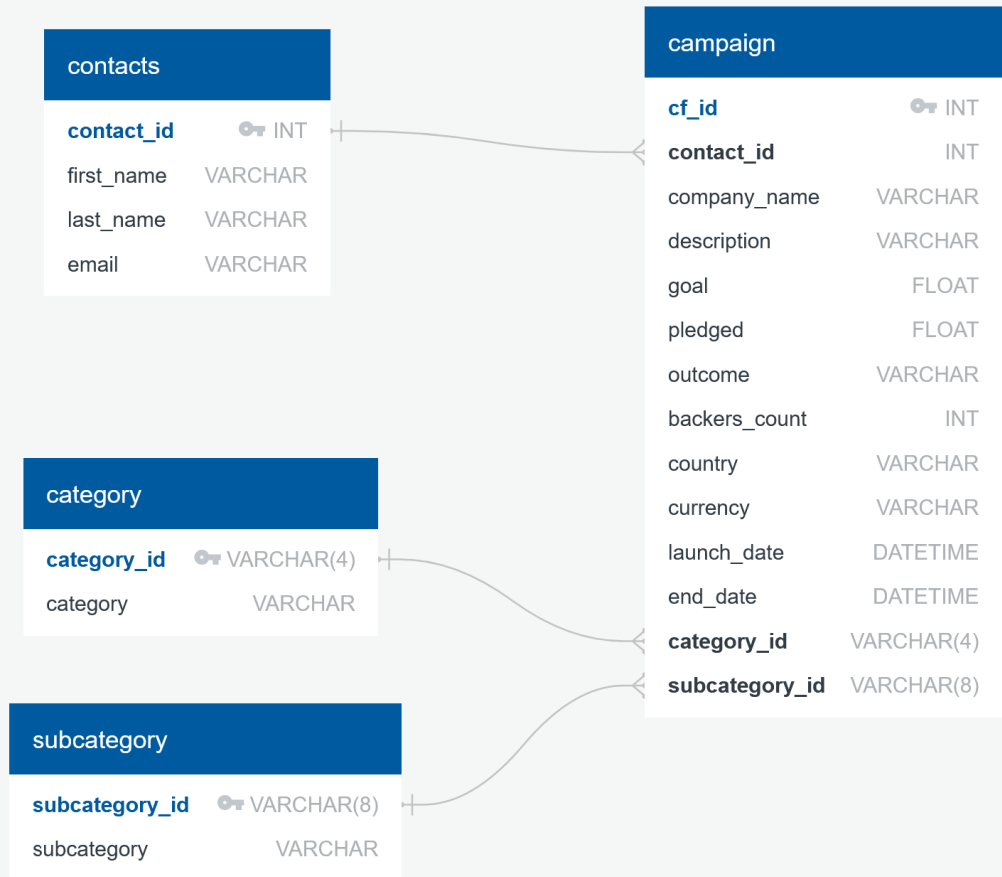 contacts
contact_id INT
first_name VARCHAR
last_name VARCHAR
email VARCHAR
campaign
cf_id INT
contact_id INT
company_name VARCHAR
description VARCHAR
goal FLOAT
pledged FLOAT
outcome VARCHAR
backers_count INT
country VARCHAR
currency VARCHAR
launch_date DATETIME
end_date DATETIME
category_id VARCHAR(4)
subcategory_id VARCHAR(8)
category
category_id VARCHAR(4)
category VARCHAR
subcategory
subcategory_id VARCHAR(8)
subcategory VARCHAR